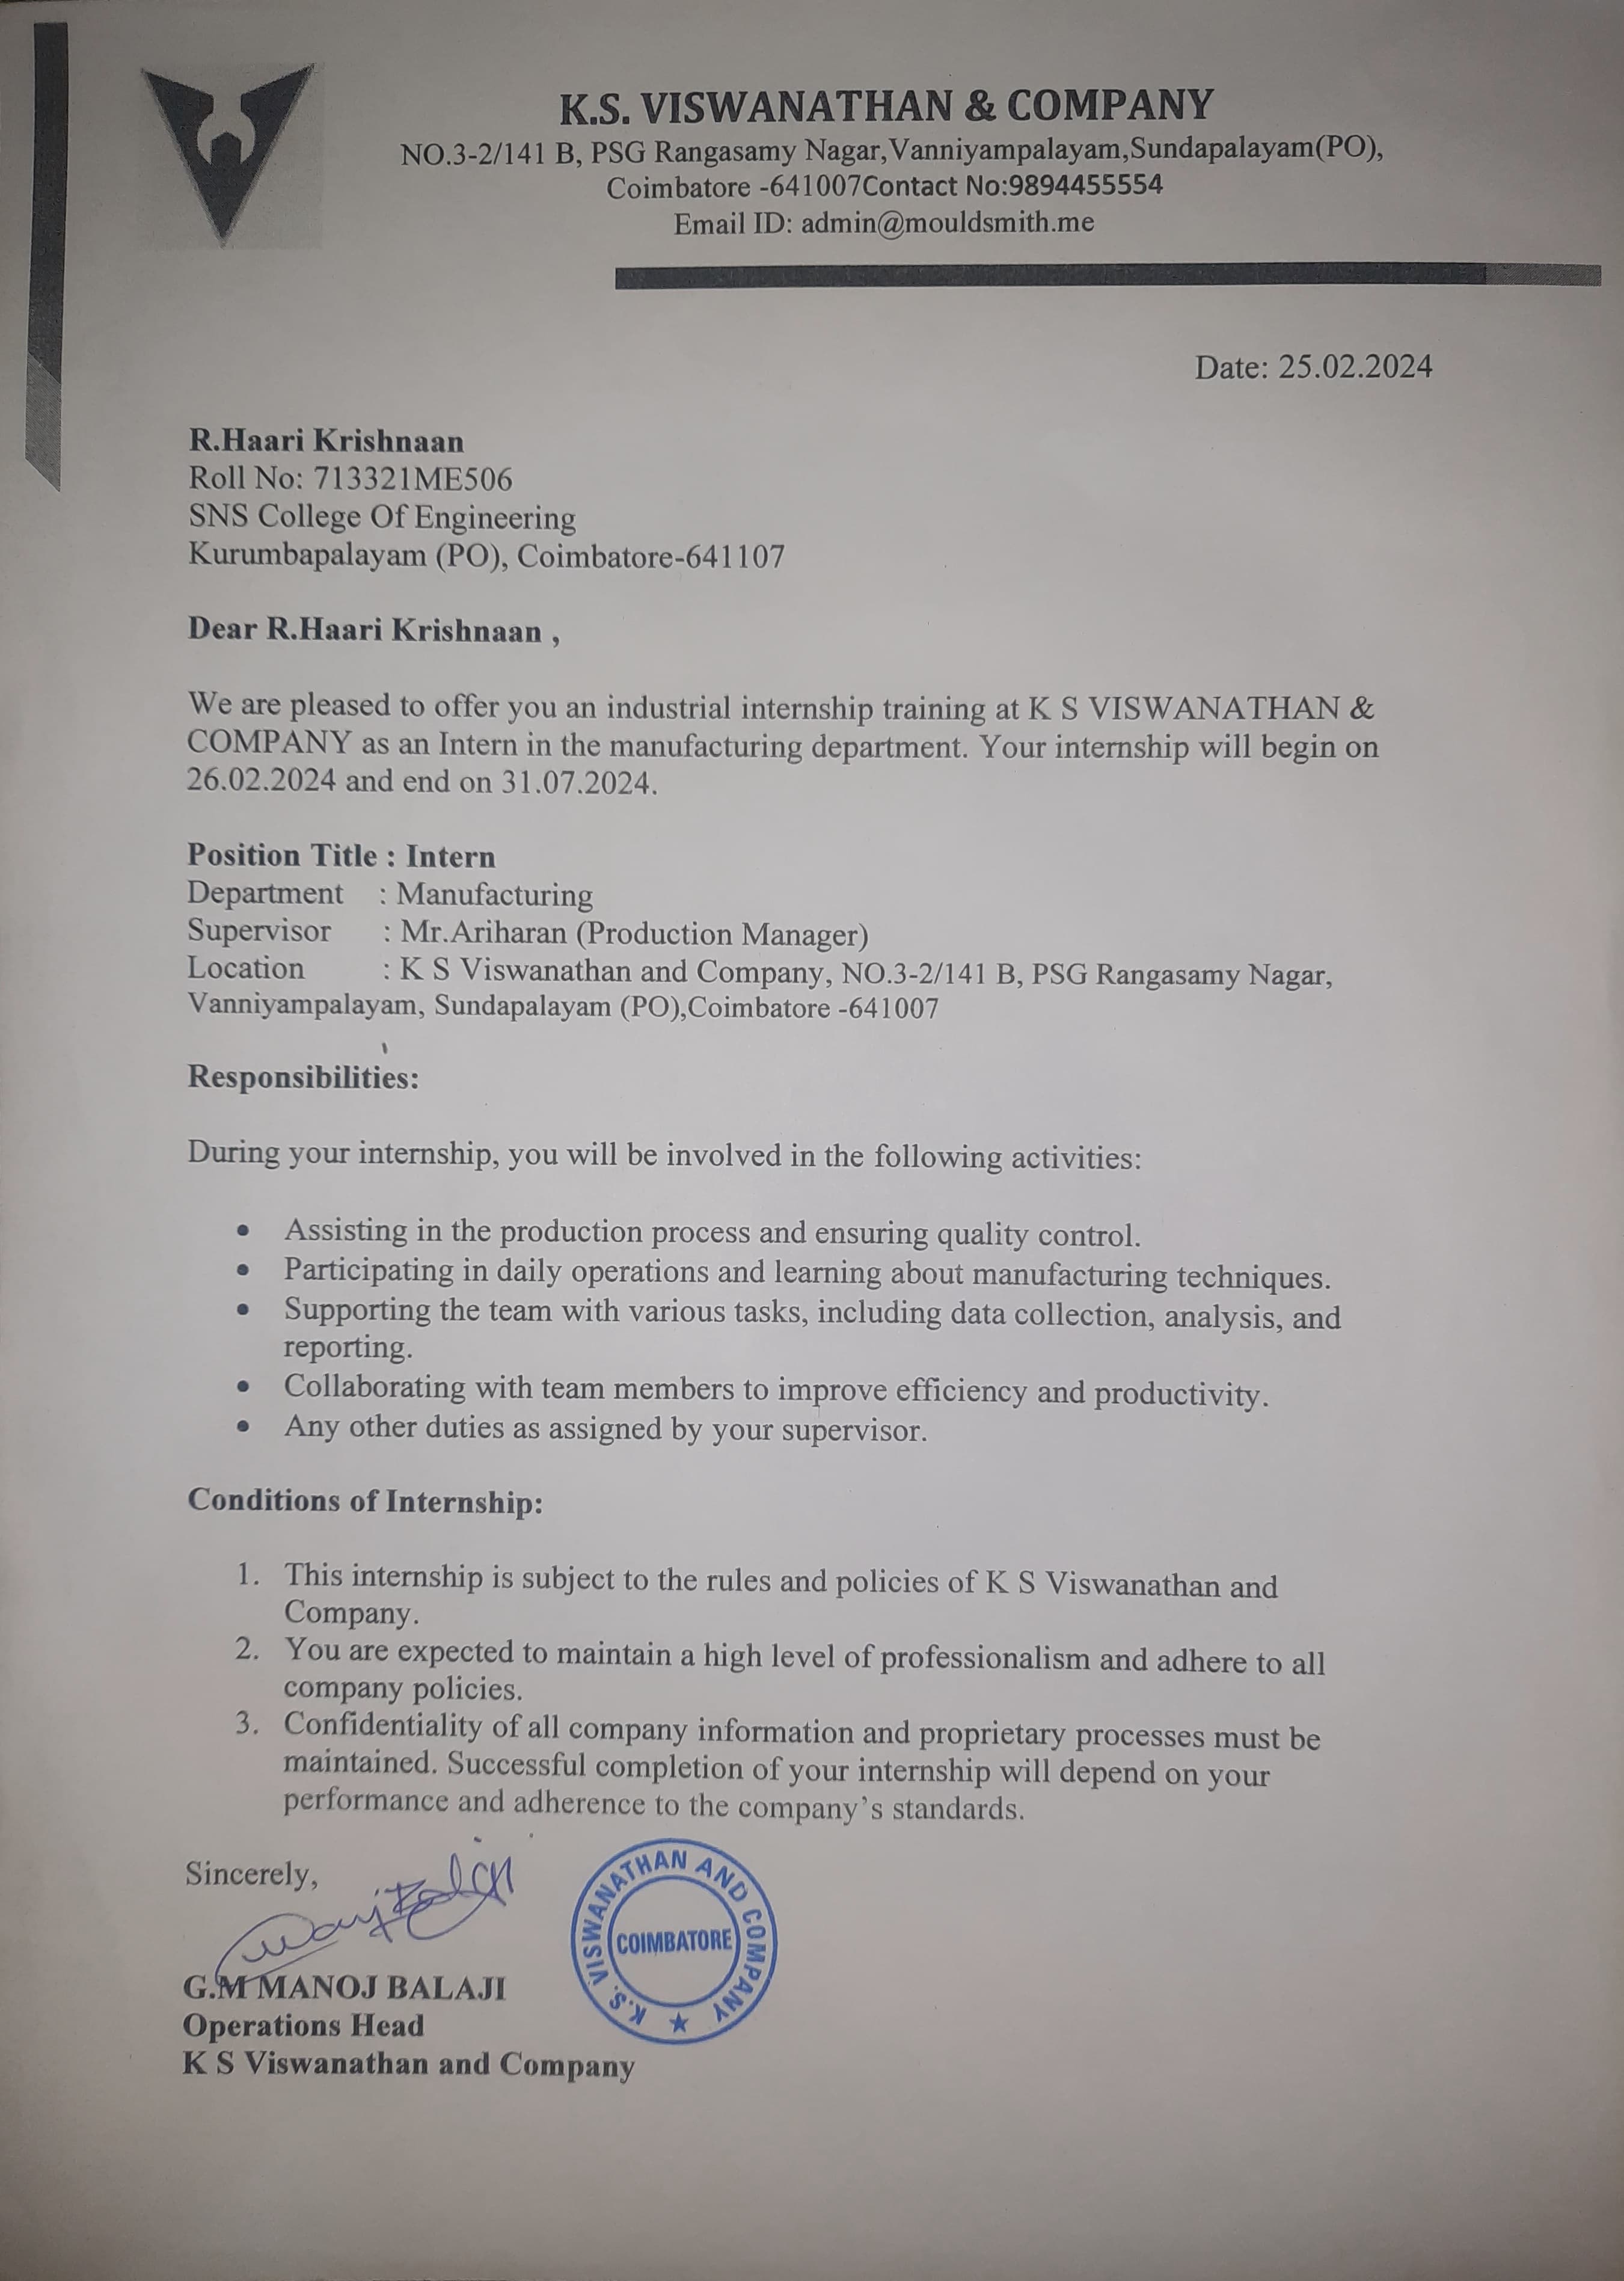 K.S. VISWANATHAN & COMPANY
NO.3-2/141 B, PSG Rangasamy Nagar,Vanniyampalayam,Sundapalayam(PO),
Coimbatore -641007Contact No:9894455554
Email ID: admin@mouldsmith.me
Date: 25.02.2024
R.Haari Krishnaan
Roll No: 713321ME506
SNS College Of Engineering
Kurumbapalayam (PO), Coimbatore-641107
Dear R.Haari Krishnaan ,
We are pleased to offer you an industrial internship training at K S VISWANATHAN &
COMPANY as an Intern in the manufacturing department. Your internship will begin on
26.02.2024 and end on 31.07.2024.
Position Title : Intern
Department : Manufacturing
Supervisor : Mr.Ariharan (Production Manager)
Location : K S Viswanathan and Company, NO.3-2/141 B, PSG Rangasamy Nagar,
Vanniyampalayam, Sundapalayam (PO),Coimbatore -641007
Responsibilities:
During your internship, you will be involved in the following activities:
• Assisting in the production process and ensuring quality control.
• Participating in daily operations and learning about manufacturing techniques.
• Supporting the team with various tasks, including data collection, analysis, and
reporting.
• Collaborating with team members to improve efficiency and productivity.
• Any other duties as assigned by your supervisor.
Conditions of Internship:
1. This internship is subject to the rules and policies of K S Viswanathan and
Company.
2. You are expected to maintain a high level of professionalism and adhere to all
company policies.
3. Confidentiality of all company information and proprietary processes must be
maintained. Successful completion of your internship will depend on your
performance and adherence to the company's standards.
Sincerely,
K.S. VISWANATHAN AND COMPANY
COIMBATORE
G.M MANOJ BALAJI
Operations Head
K S Viswanathan and Company